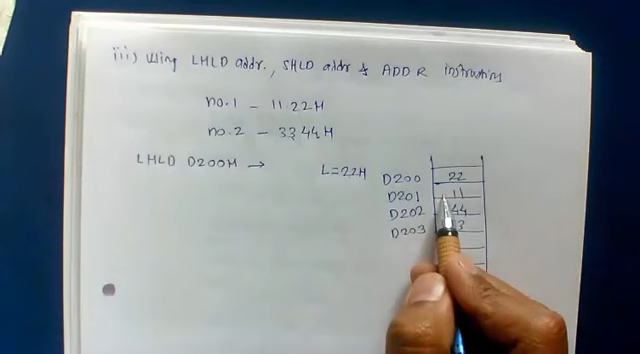 iii) Using LHLD addr., SHLD addr & ADD R instructions
no.1 - 1122H
no.2 - 3344H
LHLD D200H → L=22H
D200 22
D201 11
D202 44
D203 3